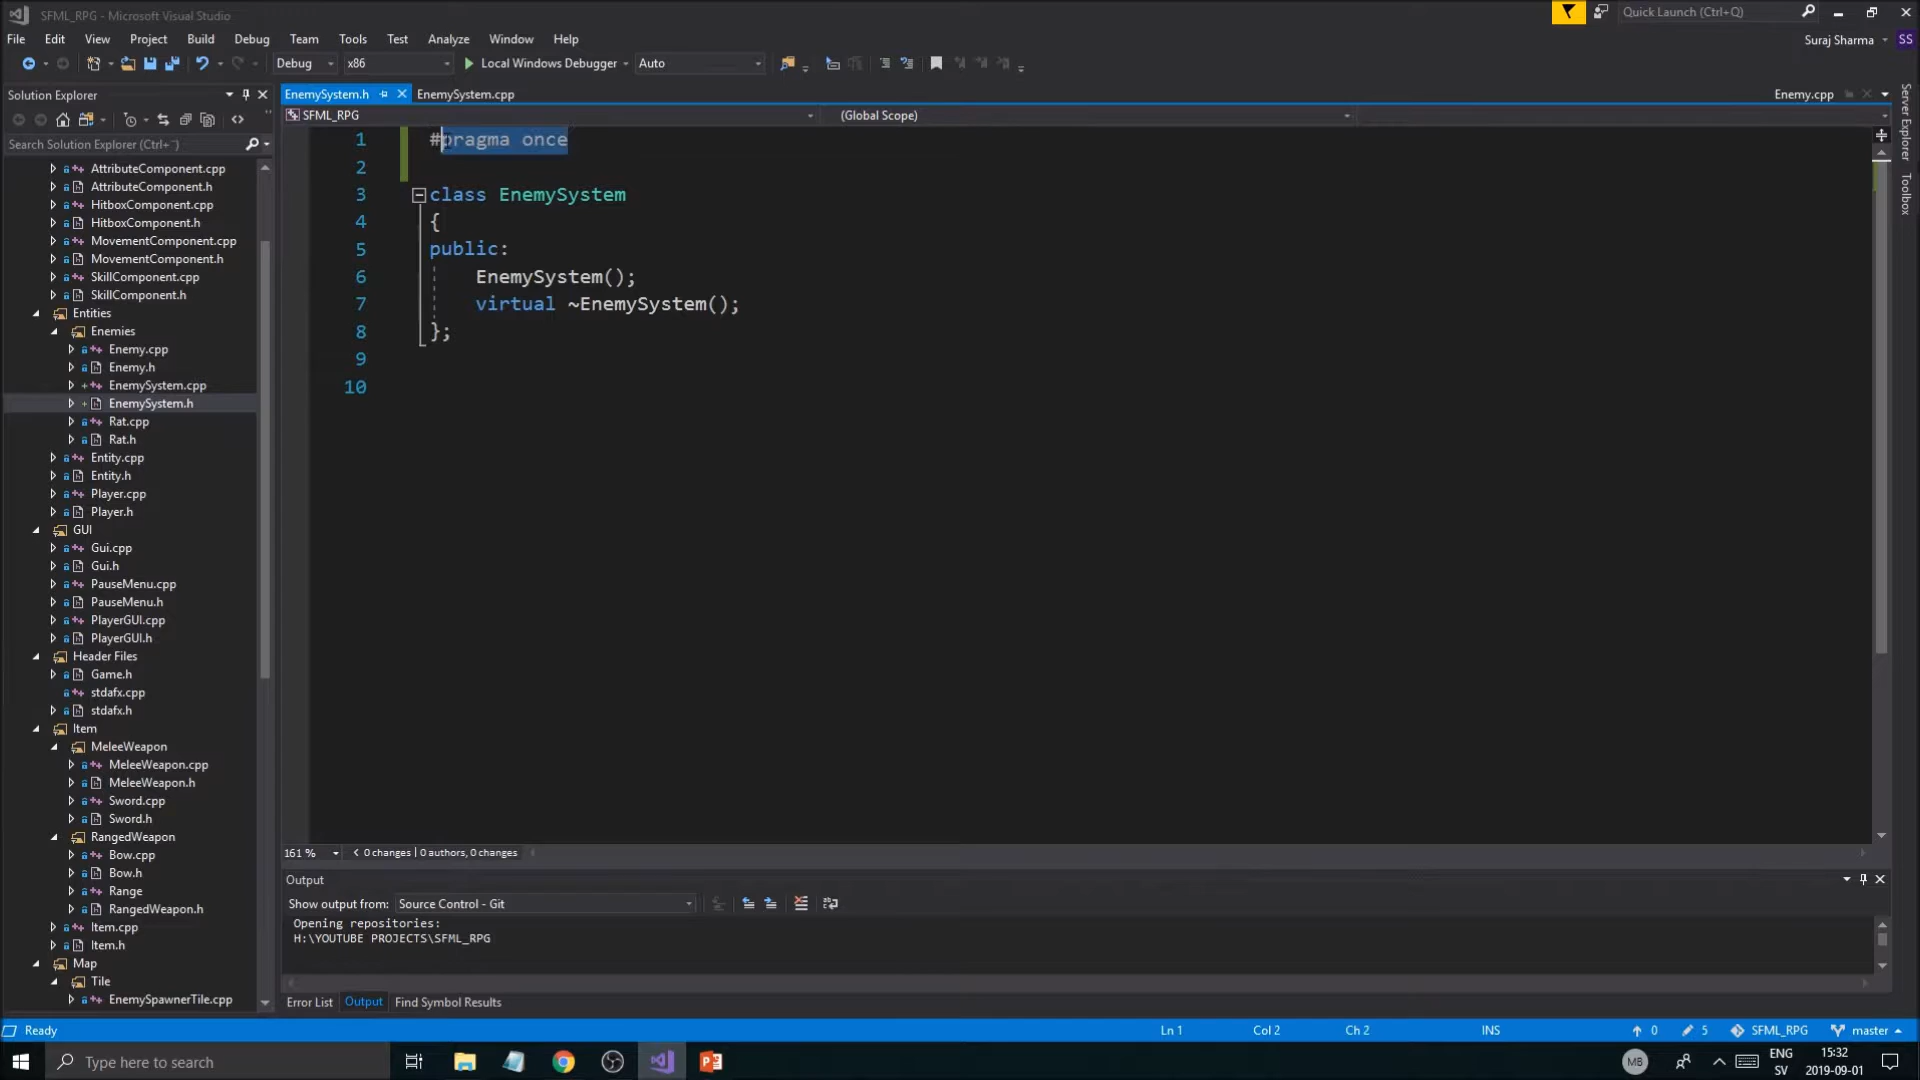 SFML_RPG - Microsoft Visual Studio
Quick Launch (Ctrl+Q)
File Edit View Project Build Debug Team Tools Test Analyze Window Help
Suraj Sharma SS
Debug x86 Local Windows Debugger Auto
Solution Explorer
EnemySystem.h EnemySystem.cpp Enemy.cpp
SFML_RPG (Global Scope)
Search Solution Explorer (Ctrl+¨)
Server Explorer
Toolbox
AttributeComponent.cpp
AttributeComponent.h
HitboxComponent.cpp
HitboxComponent.h
MovementComponent.cpp
MovementComponent.h
SkillComponent.cpp
SkillComponent.h
Entities
Enemies
Enemy.cpp
Enemy.h
EnemySystem.cpp
EnemySystem.h
Rat.cpp
Rat.h
Entity.cpp
Entity.h
Player.cpp
Player.h
GUI
Gui.cpp
Gui.h
PauseMenu.cpp
PauseMenu.h
PlayerGUI.cpp
PlayerGUI.h
Header Files
Game.h
stdafx.cpp
stdafx.h
Item
MeleeWeapon
MeleeWeapon.cpp
MeleeWeapon.h
Sword.cpp
Sword.h
RangedWeapon
Bow.cpp
Bow.h
Range
RangedWeapon.h
Item.cpp
Item.h
Map
Tile
EnemySpawnerTile.cpp
1 #pragma once
2
3 class EnemySystem
4 {
5 public:
6 EnemySystem();
7 virtual ~EnemySystem();
8 };
9
10
161 % 0 changes | 0 authors, 0 changes
Output
Show output from: Source Control - Git
Opening repositories:
H:\YOUTUBE PROJECTS\SFML_RPG
Error List Output Find Symbol Results
Ready Ln 1 Col 2 Ch 2 INS 0 5 SFML_RPG master
Type here to search
MB
ENG
SV
15:32
2019-09-01